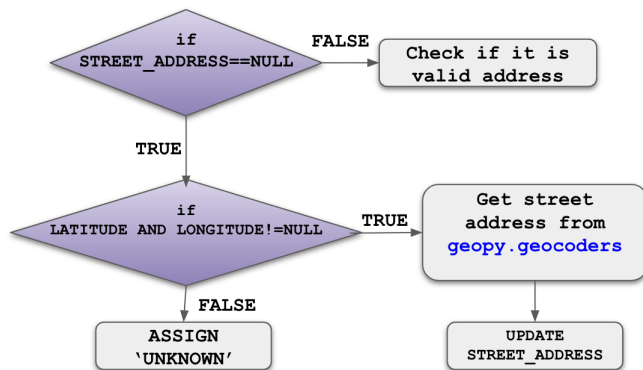 if
STREET_ADDRESS==NULL
FALSE
Check if it is
valid address
TRUE
if
LATITUDE AND LONGITUDE!=NULL
TRUE
Get street
address from
geopy.geocoders
FALSE
ASSIGN
‘UNKNOWN’
UPDATE
STREET_ADDRESS